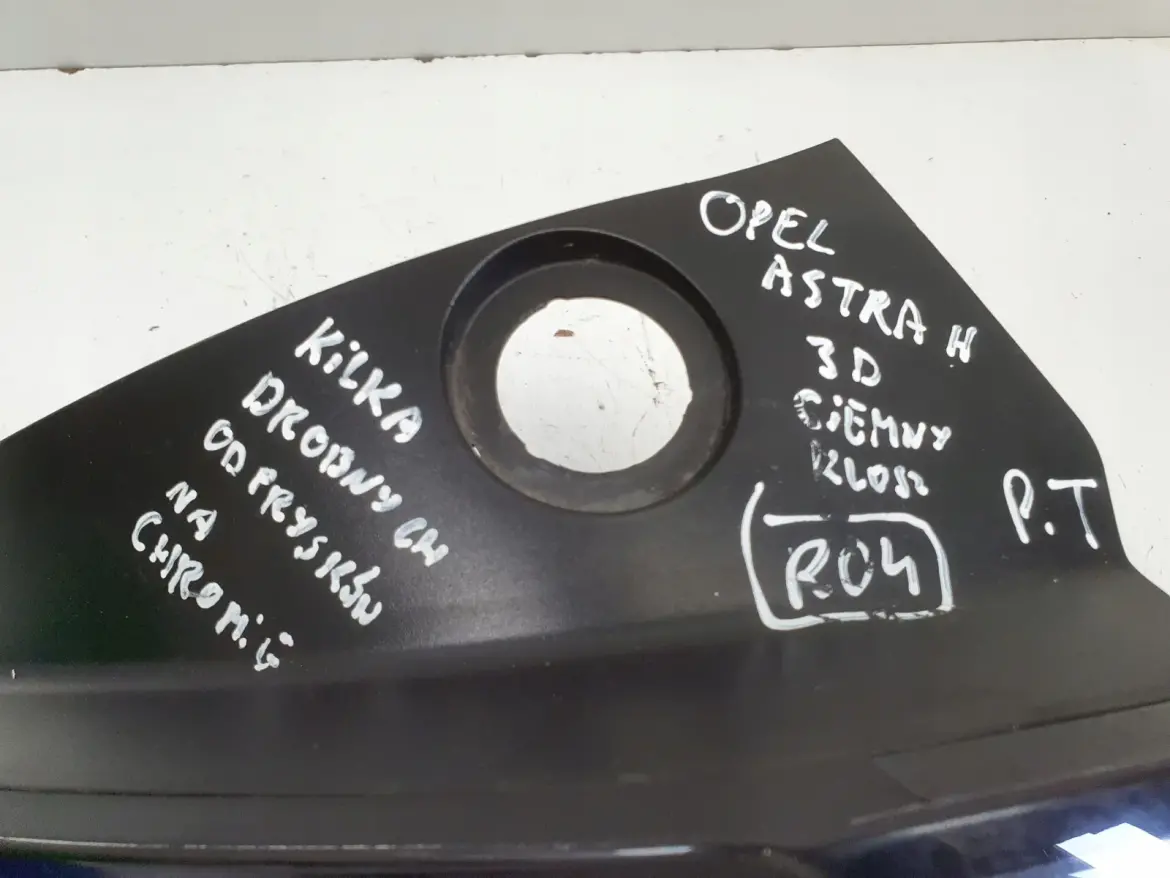 KiLKA
DROBNYCH
ODPRYSKÓW
NA
CHROMiE
OPEL
ASTRA H
3D
CiEMNY
KLOSZ
R04
P.T